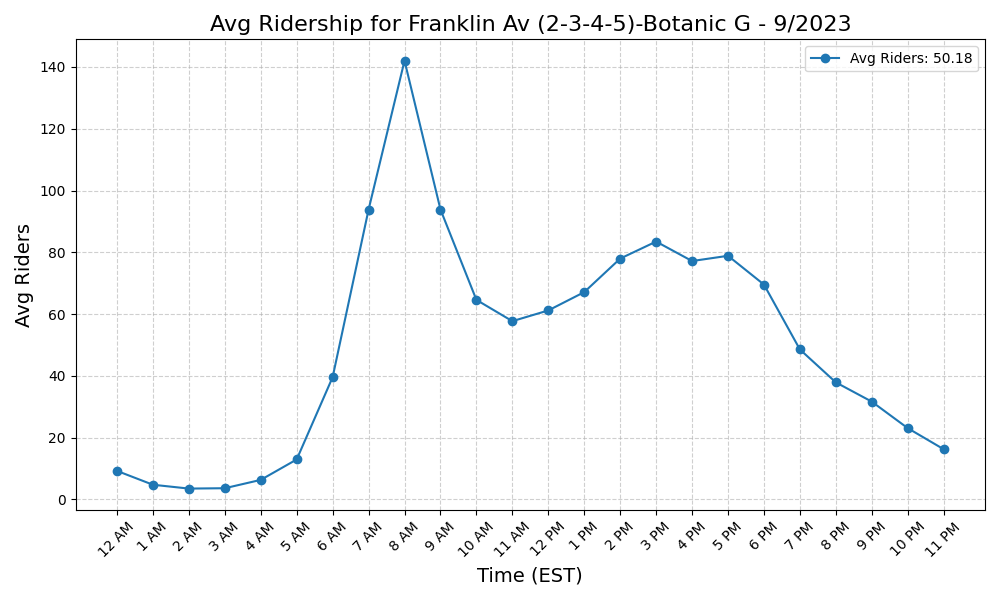 Avg Ridership for Franklin Av (2-3-4-5)-Botanic G - 9/2023
Avg Riders: 50.18
Avg Riders
140
120
100
80
60
40
20
0
12 AM
1 AM
2 AM
3 AM
4 AM
5 AM
6 AM
7 AM
8 AM
9 AM
10 AM
11 AM
12 PM
1 PM
2 PM
3 PM
4 PM
5 PM
6 PM
7 PM
8 PM
9 PM
10 PM
11 PM
Time (EST)